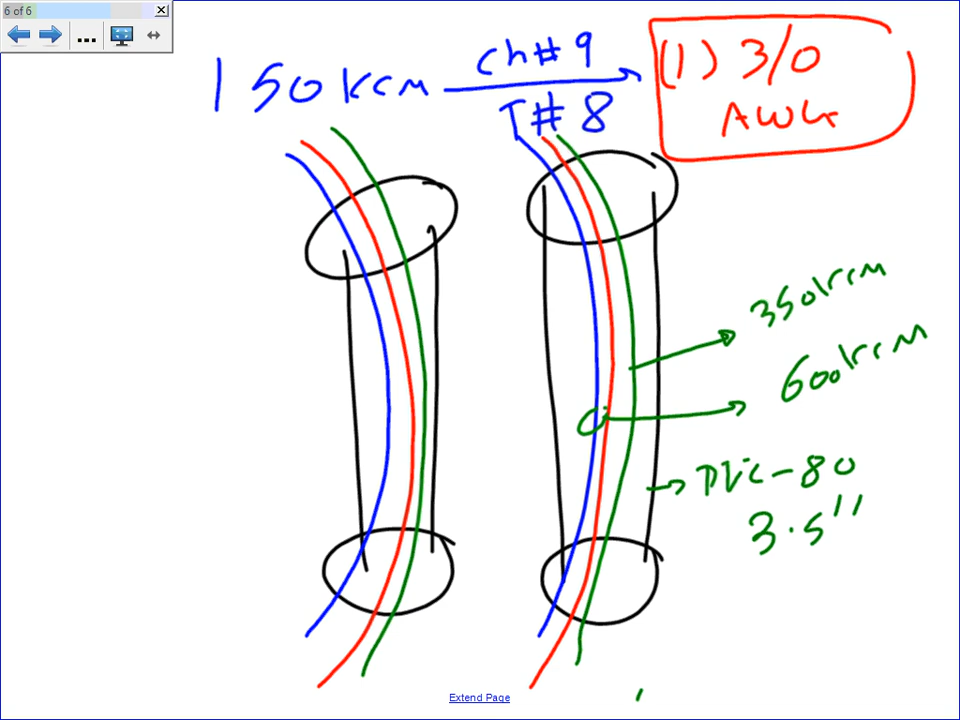 6 of 6
150kcm
ch#9
T#8
(1) 3/0
AWG
350kcm
600kcm
PVC-80
3.5"
Extend Page